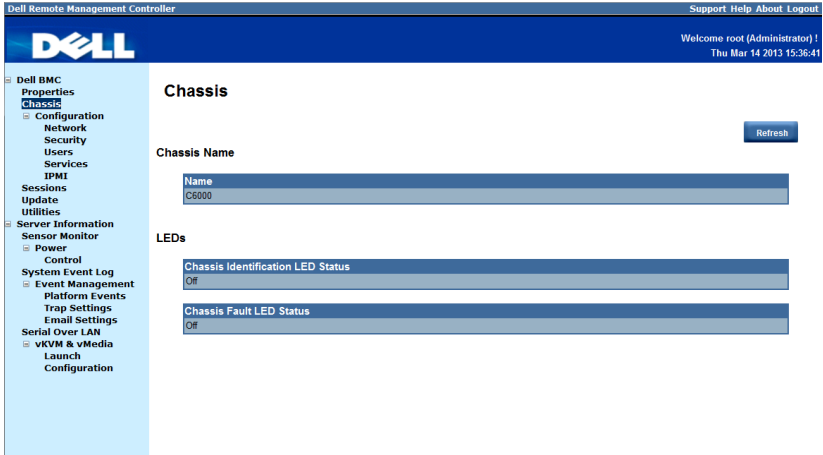 Dell Remote Management Controller
Support Help About Logout
DELL
Welcome root (Administrator) !
Thu Mar 14 2013 15:36:41
Dell BMC
Properties
Chassis
Configuration
Network
Security
Users
Services
IPMI
Sessions
Update
Utilities
Server Information
Sensor Monitor
Power
Control
System Event Log
Event Management
Platform Events
Trap Settings
Email Settings
Serial Over LAN
vKVM & vMedia
Launch
Configuration
Chassis
Refresh
Chassis Name
Name
C6000
LEDs
Chassis Identification LED Status
Off
Chassis Fault LED Status
Off